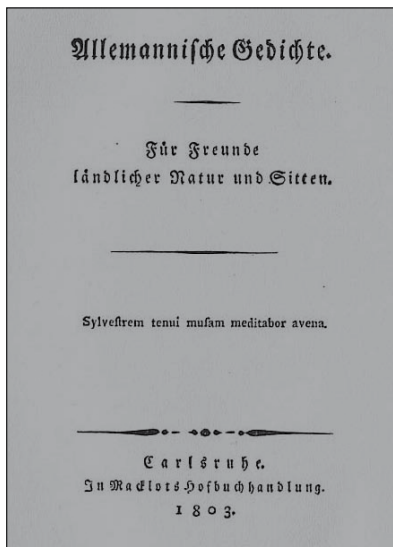 Allemanniſche Gedichte.
Für Freunde
ländlicher Natur und Sitten.
Sylveſtrem tenui muſam meditabor avena.
Carlsruhe.
In Macklots Hofbuchhandlung.
1803.